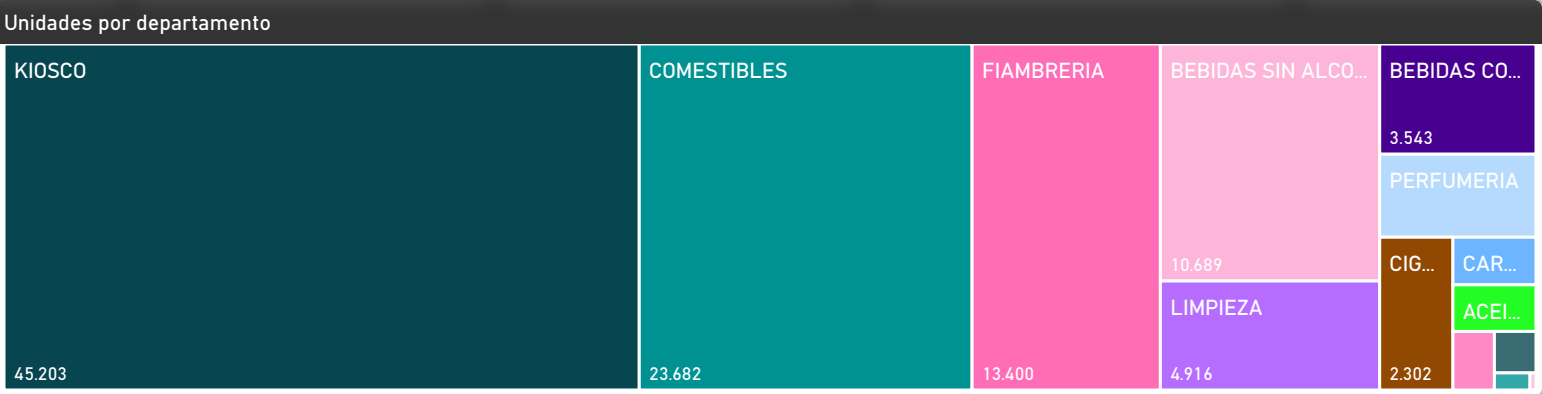 Unidades por departamento
KIOSCO
45.203
COMESTIBLES
23.682
FIAMBRERIA
13.400
BEBIDAS SIN ALCO...
10.689
LIMPIEZA
4.916
BEBIDAS CO...
3.543
PERFUMERIA
CIG...
2.302
CAR...
ACEI...